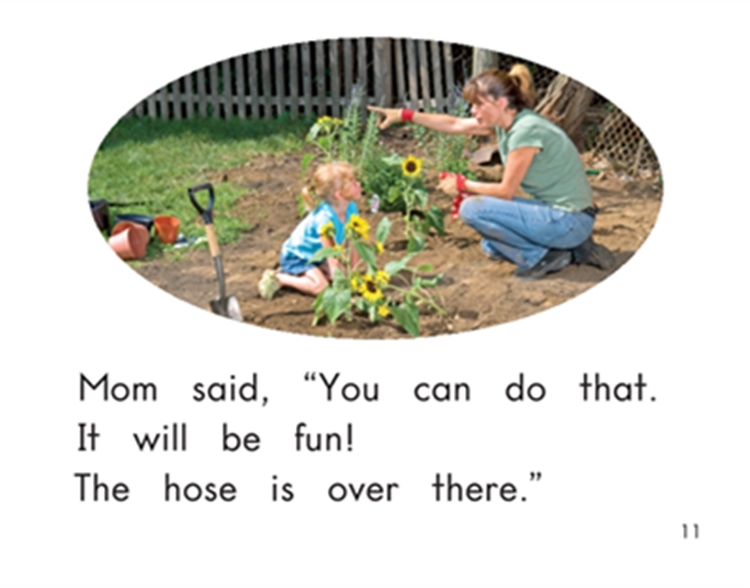 Mom said, “You can do that.
It will be fun!
The hose is over there.”
11